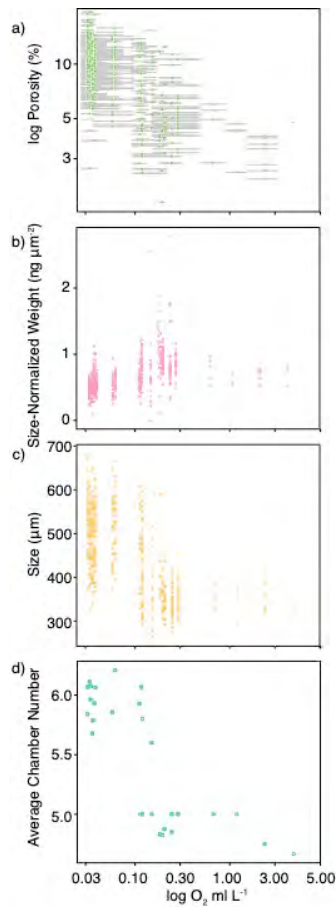 a)
log Porosity (%)
10
5
3
b)
Size-Normalized Weight (ng µm⁻²)
2
1
0
c)
Size (µm)
700
600
500
400
300
d)
Average Chamber Number
6.0
5.5
5.0
0.03 0.10 0.30 1.00 3.00 5.00
log O₂ ml L⁻¹